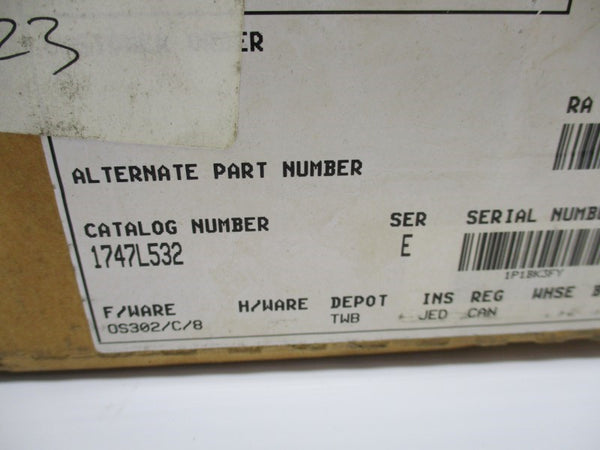 23
ER
RA
ALTERNATE PART NUMBER
CATALOG NUMBER SER SERIAL NUMBE
1747L532 E
1P1BK3FY
F/WARE H/WARE DEPOT INS REG WHSE B
OS302/C/8 TWB JED CAN